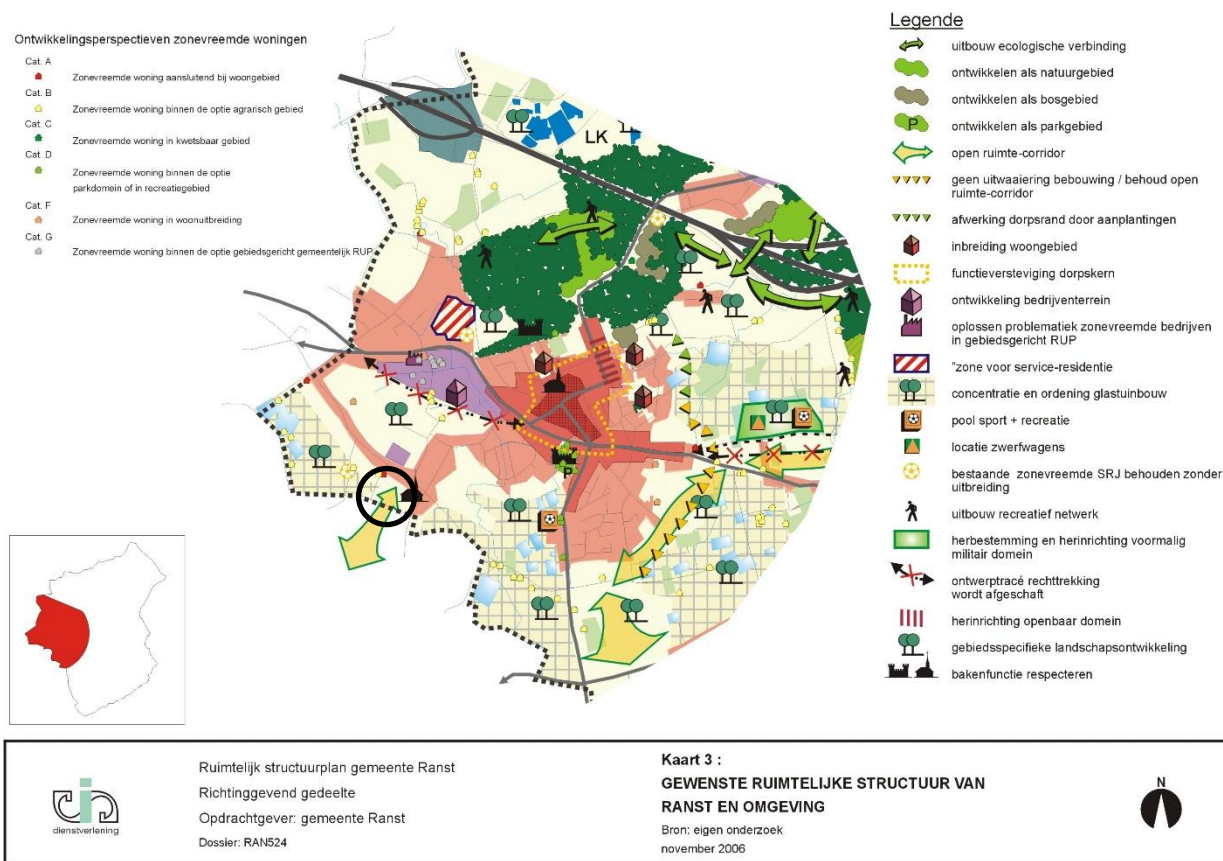 Ontwikkelingsperspectieven zonevreemde woningen
Cat. A
Zonevreemde woning aansluitend bij woongebied
Cat. B
Zonevreemde woning binnen de optie agrarisch gebied
Cat. C
Zonevreemde woning in kwetsbaar gebied
Cat. D
Zonevreemde woning binnen de optie
parkdomein of in recreatiegebied
Cat. F
Zonevreemde woning in woonuitbreiding
Cat. G
Zonevreemde woning binnen de optie gebiedsgericht gemeentelijk RUP
LK
P
Legende
uitbouw ecologische verbinding
ontwikkelen als natuurgebied
ontwikkelen als bosgebied
P
ontwikkelen als parkgebied
open ruimte-corridor
geen uitwaaiering bebouwing / behoud open
ruimte-corridor
afwerking dorpsrand door aanplantingen
inbreiding woongebied
functieversteviging dorpskern
ontwikkeling bedrijventerrein
oplossen problematiek zonevreemde bedrijven
in gebiedsgericht RUP
"zone voor service-residentie
concentratie en ordening glastuinbouw
pool sport + recreatie
locatie zwerfwagens
bestaande zonevreemde SRJ behouden zonder
uitbreiding
uitbouw recreatief netwerk
herbestemming en herinrichting voormalig
militair domein
ontwerptracé rechttrekking
wordt afgeschaft
herinrichting openbaar domein
gebiedsspecifieke landschapsontwikkeling
bakenfunctie respecteren
dienstverlening
Ruimtelijk structuurplan gemeente Ranst
Richtinggevend gedeelte
Opdrachtgever: gemeente Ranst
Dossier: RAN524
Kaart 3 :
GEWENSTE RUIMTELIJKE STRUCTUUR VAN
RANST EN OMGEVING
Bron: eigen onderzoek
november 2006
N